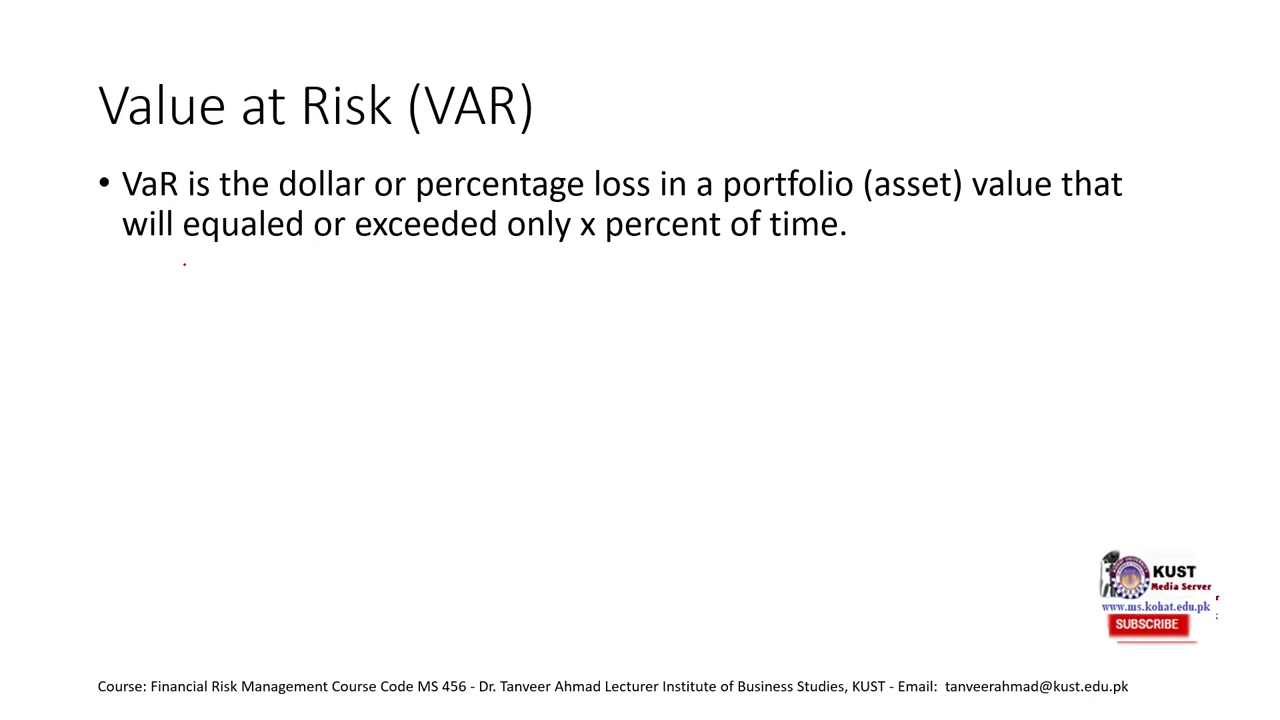 Value at Risk (VAR)
• VaR is the dollar or percentage loss in a portfolio (asset) value that
will equaled or exceeded only x percent of time.
KUST
Media Server
www.ms.kohat.edu.pk
SUBSCRIBE
Course: Financial Risk Management Course Code MS 456 - Dr. Tanveer Ahmad Lecturer Institute of Business Studies, KUST - Email: tanveerahmad@kust.edu.pk